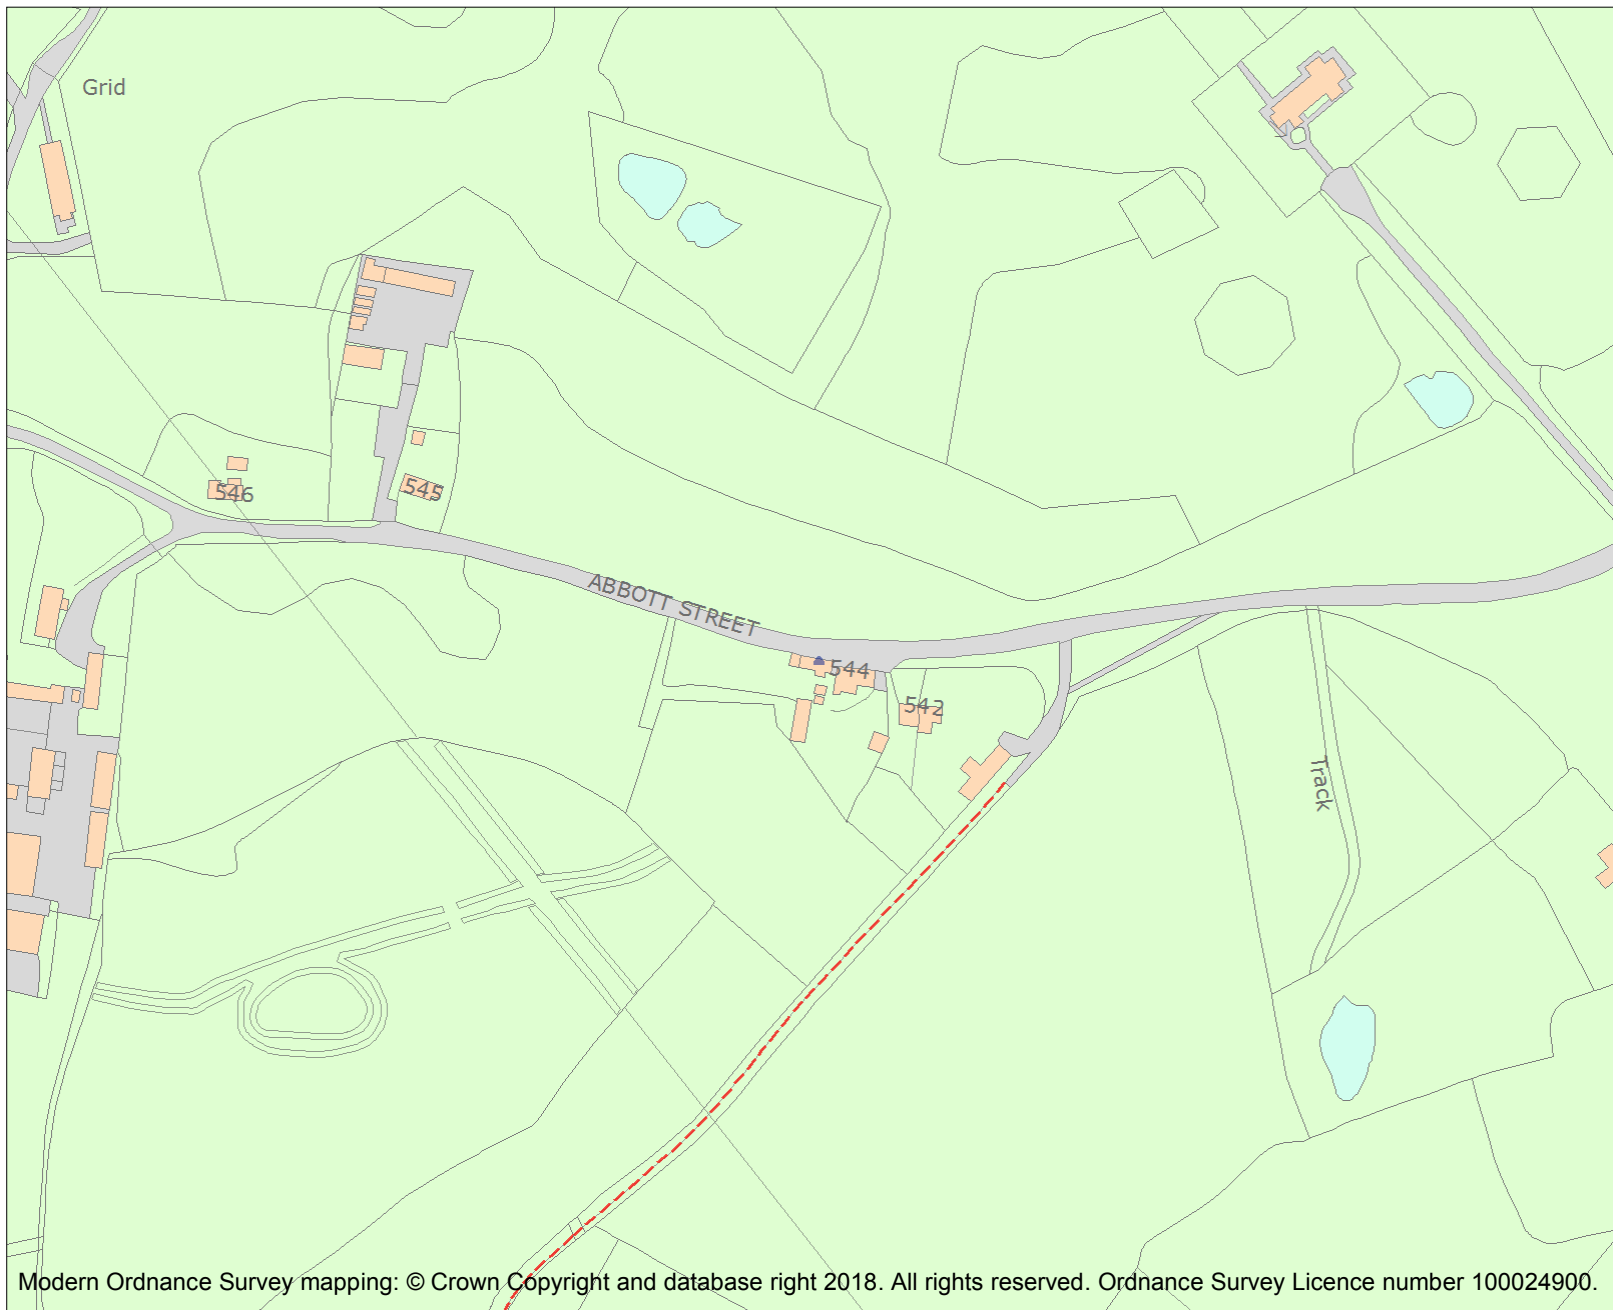 Grid
546
545
ABBOTT STREET
544
542
Track
Modern Ordnance Survey mapping: © Crown Copyright and database right 2018. All rights reserved. Ordnance Survey Licence number 100024900.